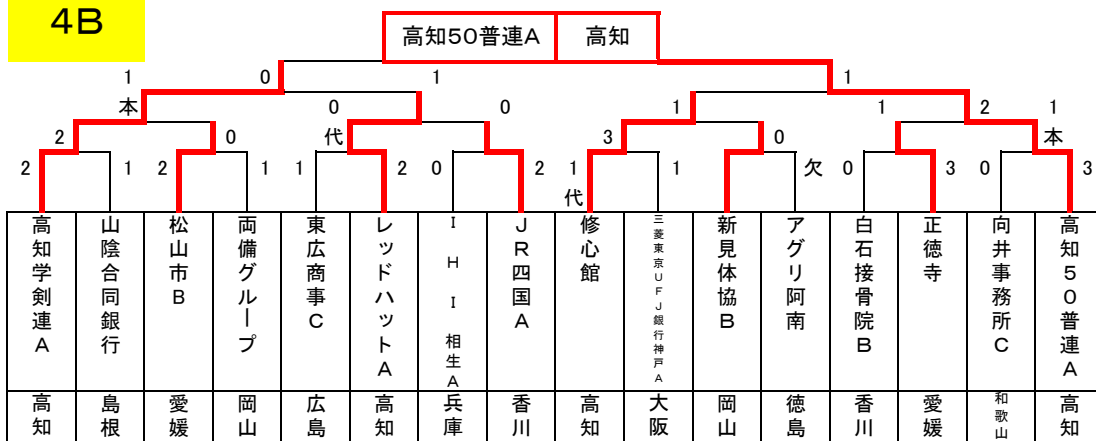 4B
高知50普連A 高知
1 0 1 1
本 0 0 1 1 2 1
2 0 代 3 0 本
2 1 2 1 1 2 0 2 1 1 欠 0 3 0 3
代
高知学剣連A
山陰合同銀行
松山市B
両備グループ
東広商事C
レッドハットA
IHI相生A
JR四国A
修心館
三菱東京UFJ銀行神戸A
新見体協B
アグリ阿南
白石接骨院B
正徳寺
向井事務所C
高知50普連A
高知 島根 愛媛 岡山 広島 高知 兵庫 香川 高知 大阪 岡山 徳島 香川 愛媛 和歌山 高知